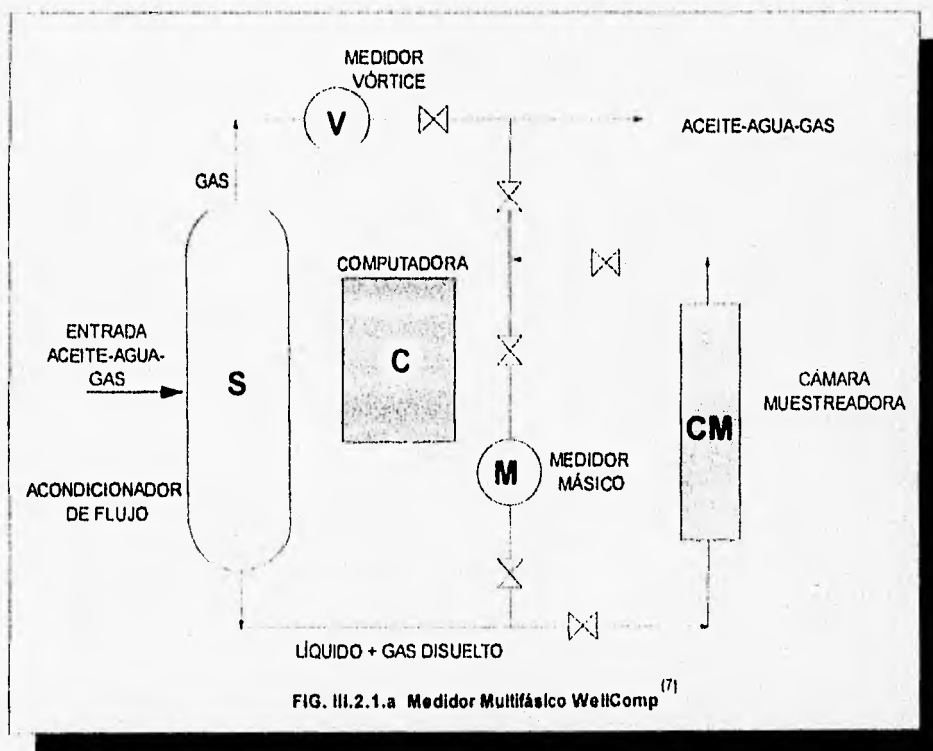 MEDIDOR
VÓRTICE
V
ACEITE-AGUA-GAS
GAS
COMPUTADORA
ENTRADA
ACEITE-AGUA-
GAS
S
C
CÁMARA
MUESTREADORA
CM
M
MEDIDOR
MÁSICO
ACONDICIONADOR
DE FLUJO
LÍQUIDO + GAS DISUELTO
FIG. III.2.1.a Medidor Multifásico WellComp (7)